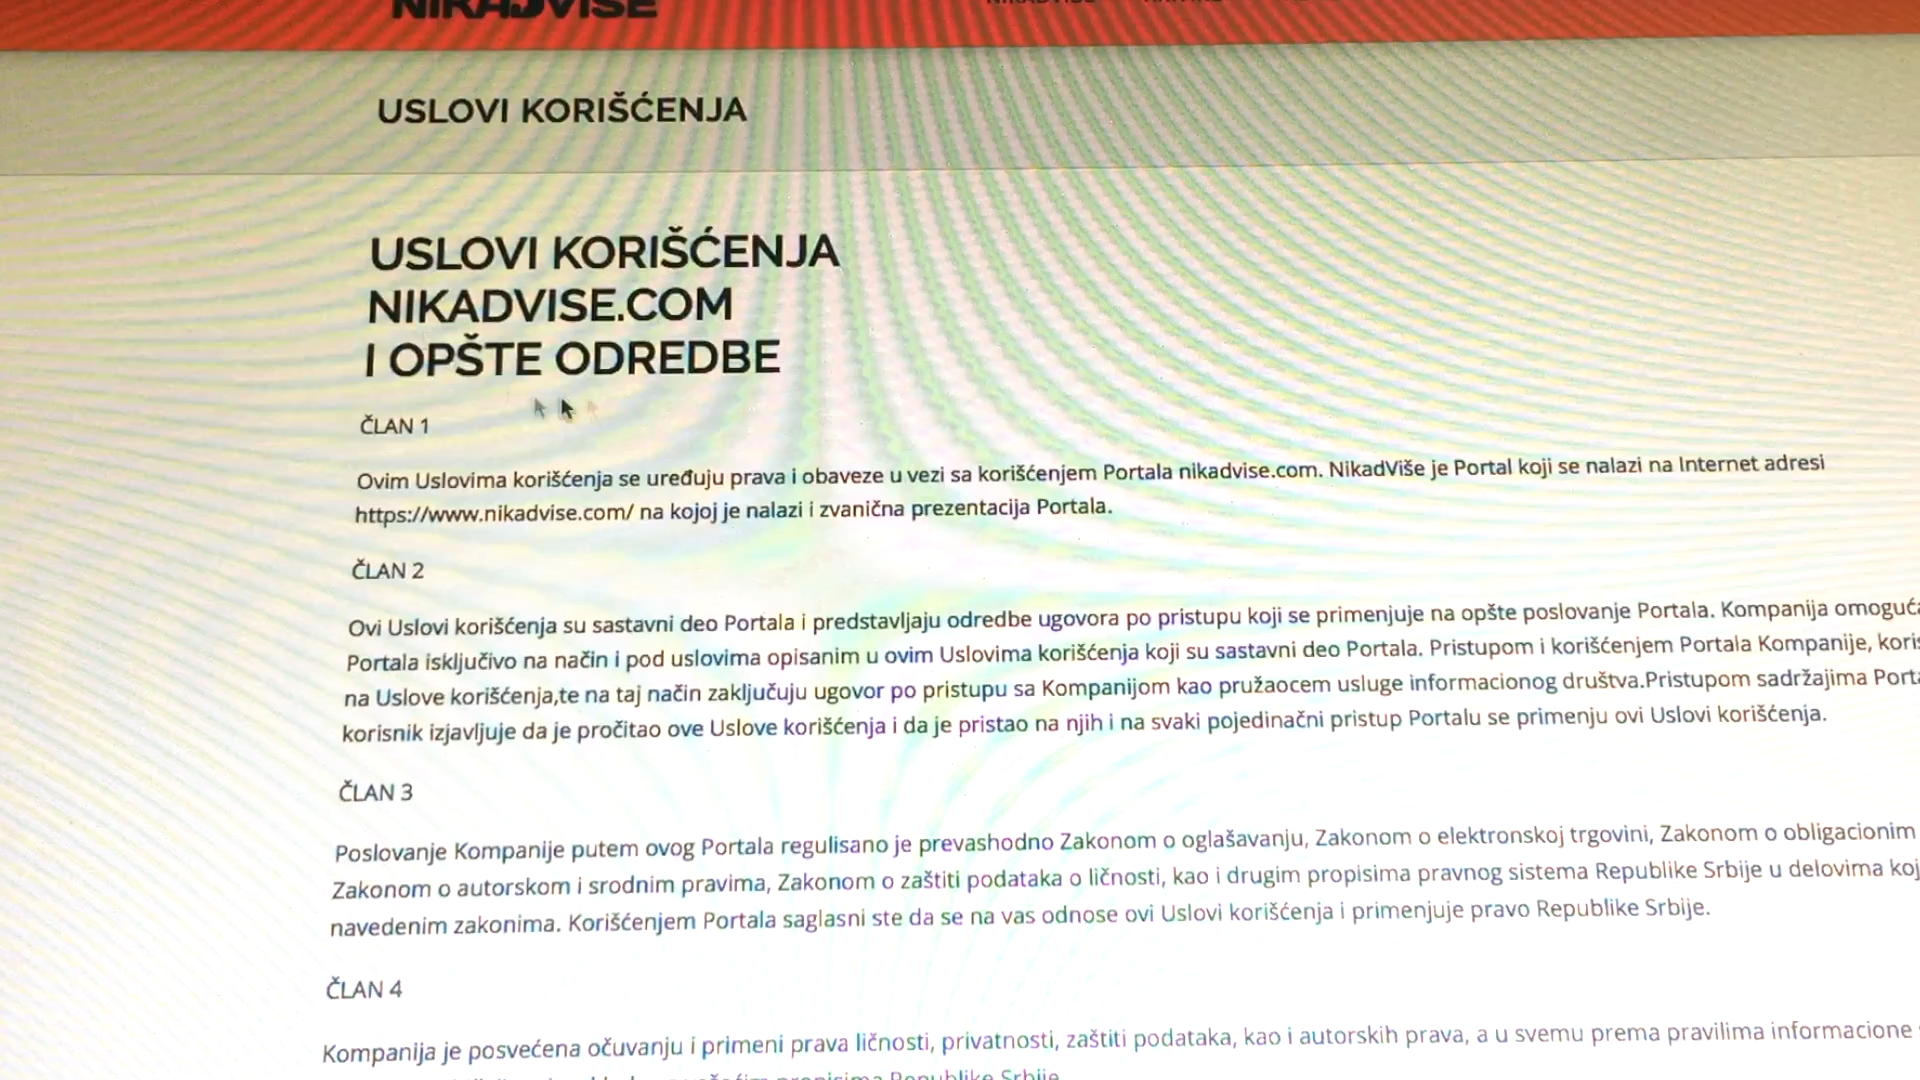 NIKADVISE
USLOVI KORIŠĆENJA
USLOVI KORIŠĆENJA
NIKADVISE.COM
I OPŠTE ODREDBE
ČLAN 1
Ovim Uslovima korišćenja se uređuju prava i obaveze u vezi sa korišćenjem Portala nikadvise.com. NikadViše je Portal koji se nalazi na Internet adresi
https://www.nikadvise.com/ na kojoj je nalazi i zvanična prezentacija Portala.
ČLAN 2
Ovi Uslovi korišćenja su sastavni deo Portala i predstavljaju odredbe ugovora po pristupu koji se primenjuje na opšte poslovanje Portala. Kompanija
Portala isključivo na način i pod uslovima opisanim u ovim Uslovima korišćenja koji su sastavni deo Portala. Pristupom i korišćenjem Portala Kompanije,
na Uslove korišćenja,te na taj način zaključuju ugovor po pristupu sa Kompanijom kao pružaocem usluge informacionog društva.Pristupom sadržajima
korisnik izjavljuje da je pročitao ove Uslove korišćenja i da je pristao na njih i na svaki pojedinačni pristup Portalu se primenju ovi Uslovi korišćenja.
ČLAN 3
Poslovanje Kompanije putem ovog Portala regulisano je prevashodno Zakonom o oglašavanju, Zakonom o elektronskoj trgovini, Zakonom o obligacionim
Zakonom o autorskom i srodnim pravima, Zakonom o zaštiti podataka o ličnosti, kao i drugim propisima pravnog sistema Republike Srbije u delovima
navedenim zakonima. Korišćenjem Portala saglasni ste da se na vas odnose ovi Uslovi korišćenja i primenjuje pravo Republike Srbije.
ČLAN 4
Kompanija je posvećena očuvanju i primeni prava ličnosti, privatnosti, zaštiti podataka, kao i autorskih prava, a u svemu prema pravilima informacione
propisima Republike Srbije